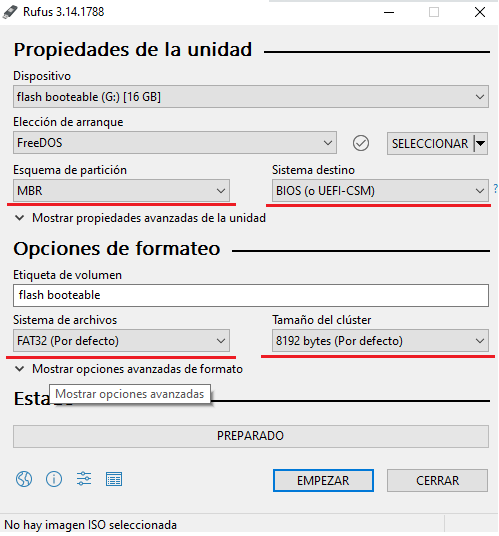 Rufus 3.14.1788
Propiedades de la unidad
Dispositivo
flash booteable (G:) [16 GB]
Elección de arranque
FreeDOS
SELECCIONAR
Esquema de partición
Sistema destino
MBR
BIOS (o UEFI-CSM)
?
Mostrar propiedades avanzadas de la unidad
Opciones de formateo
Etiqueta de volumen
flash booteable
Sistema de archivos
Tamaño del clúster
FAT32 (Por defecto)
8192 bytes (Por defecto)
Mostrar opciones avanzadas de formato
Mostrar opciones avanzadas
PREPARADO
EMPEZAR
CERRAR
No hay imagen ISO seleccionada